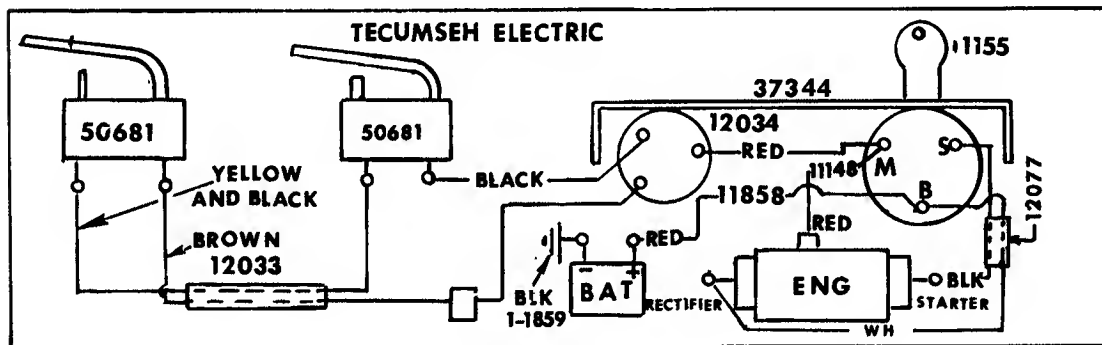 TECUMSEH ELECTRIC
1155
37344
50681
50681
12034
RED
11148
M
S
B
BLACK
11858
12077
YELLOW
AND BLACK
RED
RED
BROWN
12033
- +
BAT
BLK
1-1859
RECTIFIER
ENG
BLK
STARTER
WH